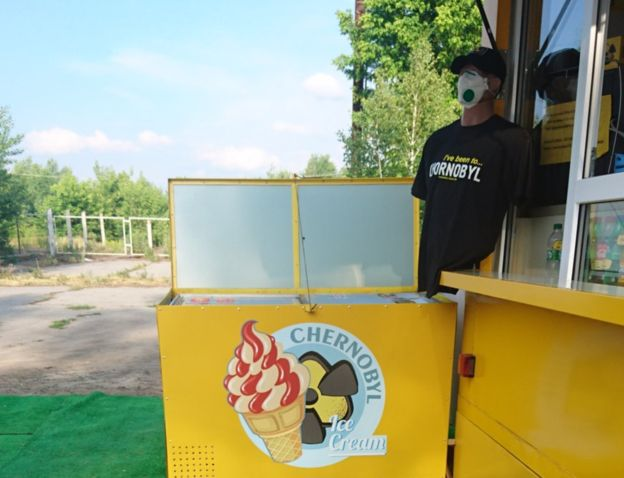 I've been to...
CHORNOBYL
CHERNOBYL
Ice
Cream